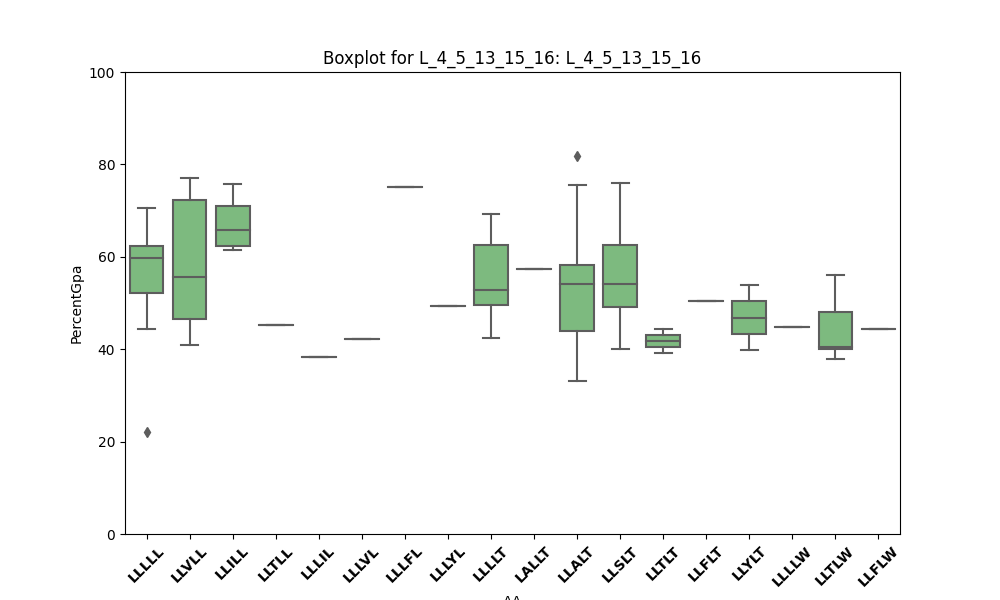 Boxplot for L_4_5_13_15_16: L_4_5_13_15_16
100
80
60
40
20
0
PercentGpa
LLLLL LLVLL LLILL LLTLL LLLIL LLLVL LLLFL LLLYL LLLLT LALLT LLALT LLSLT LLTLT LLFLT LLYLT LLLLW LLTLW LLFLW
AA